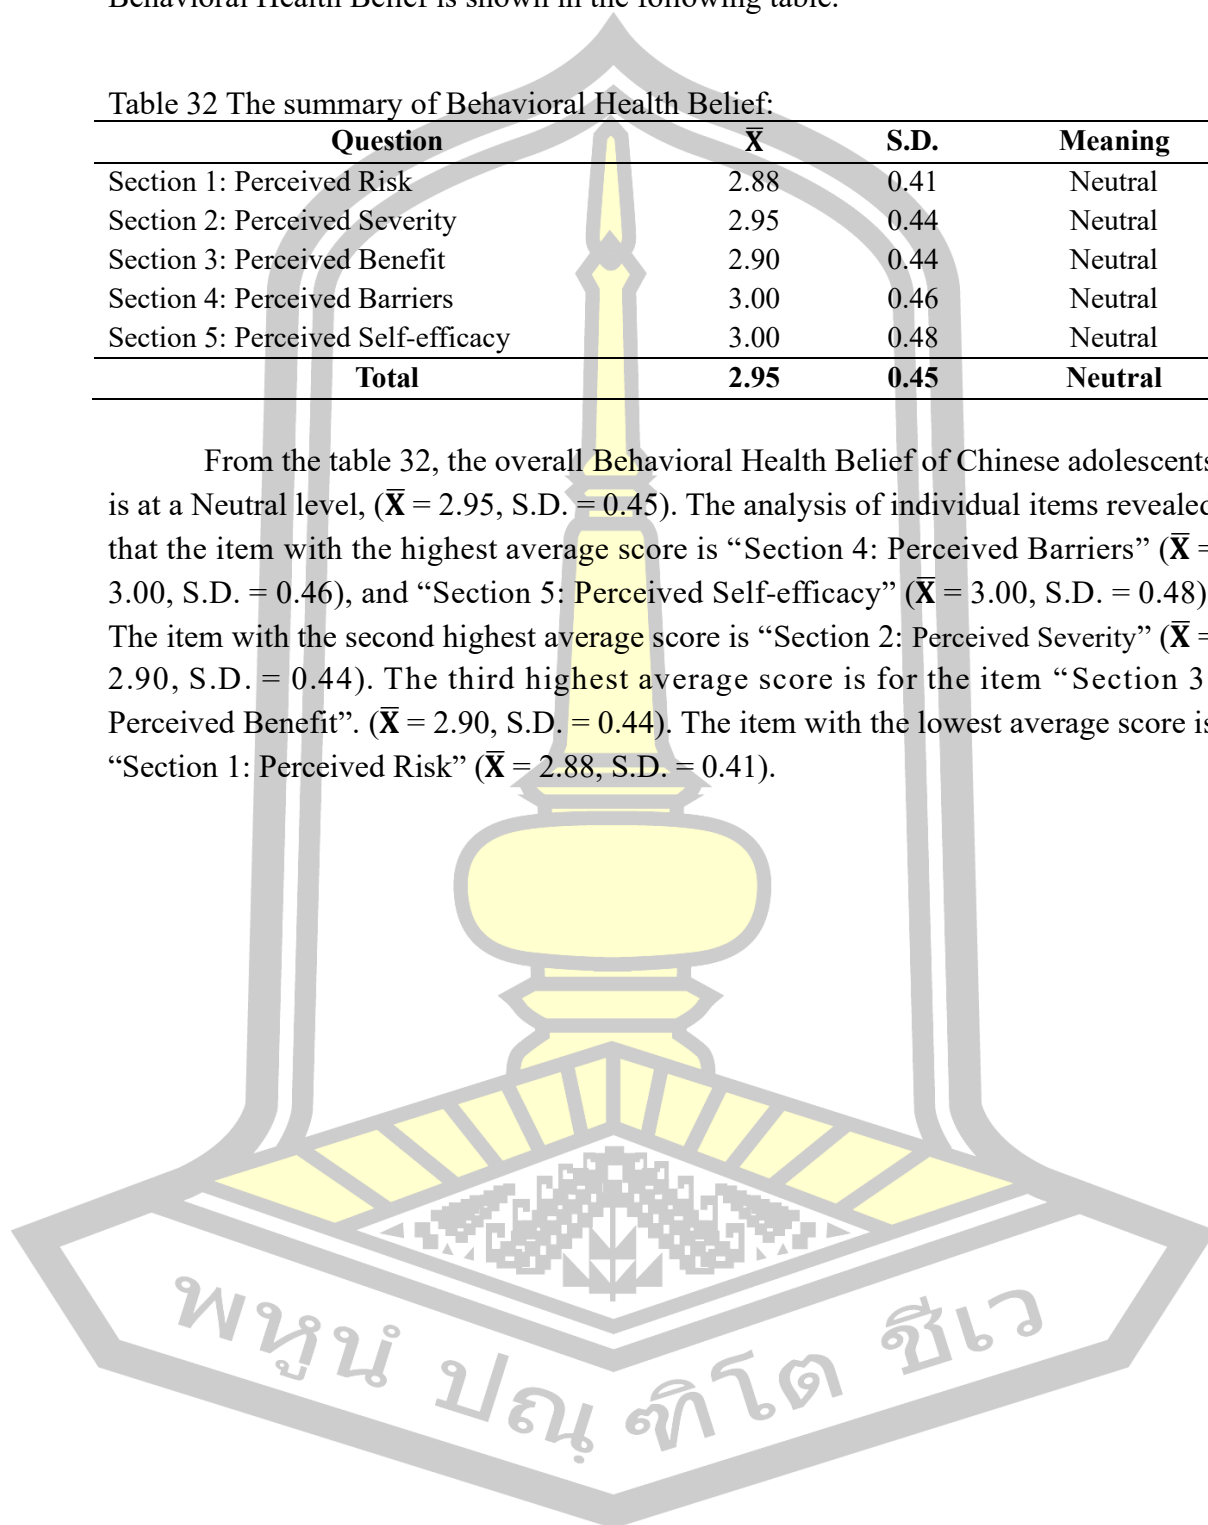 Behavioral Health Belief is shown in the following table.
Table 32 The summary of Behavioral Health Belief:
Question X̅ S.D. Meaning
Section 1: Perceived Risk 2.88 0.41 Neutral
Section 2: Perceived Severity 2.95 0.44 Neutral
Section 3: Perceived Benefit 2.90 0.44 Neutral
Section 4: Perceived Barriers 3.00 0.46 Neutral
Section 5: Perceived Self-efficacy 3.00 0.48 Neutral
Total 2.95 0.45 Neutral
From the table 32, the overall Behavioral Health Belief of Chinese adolescents
is at a Neutral level, (X̅ = 2.95, S.D. = 0.45). The analysis of individual items revealed
that the item with the highest average score is “Section 4: Perceived Barriers” (X̅ =
3.00, S.D. = 0.46), and “Section 5: Perceived Self-efficacy” (X̅ = 3.00, S.D. = 0.48)
The item with the second highest average score is “Section 2: Perceived Severity” (X̅ =
2.90, S.D. = 0.44). The third highest average score is for the item “Section 3
Perceived Benefit”. (X̅ = 2.90, S.D. = 0.44). The item with the lowest average score is
“Section 1: Perceived Risk” (X̅ = 2.88, S.D. = 0.41).
พหูนํ ปณฺ ฑิโต ชีเว